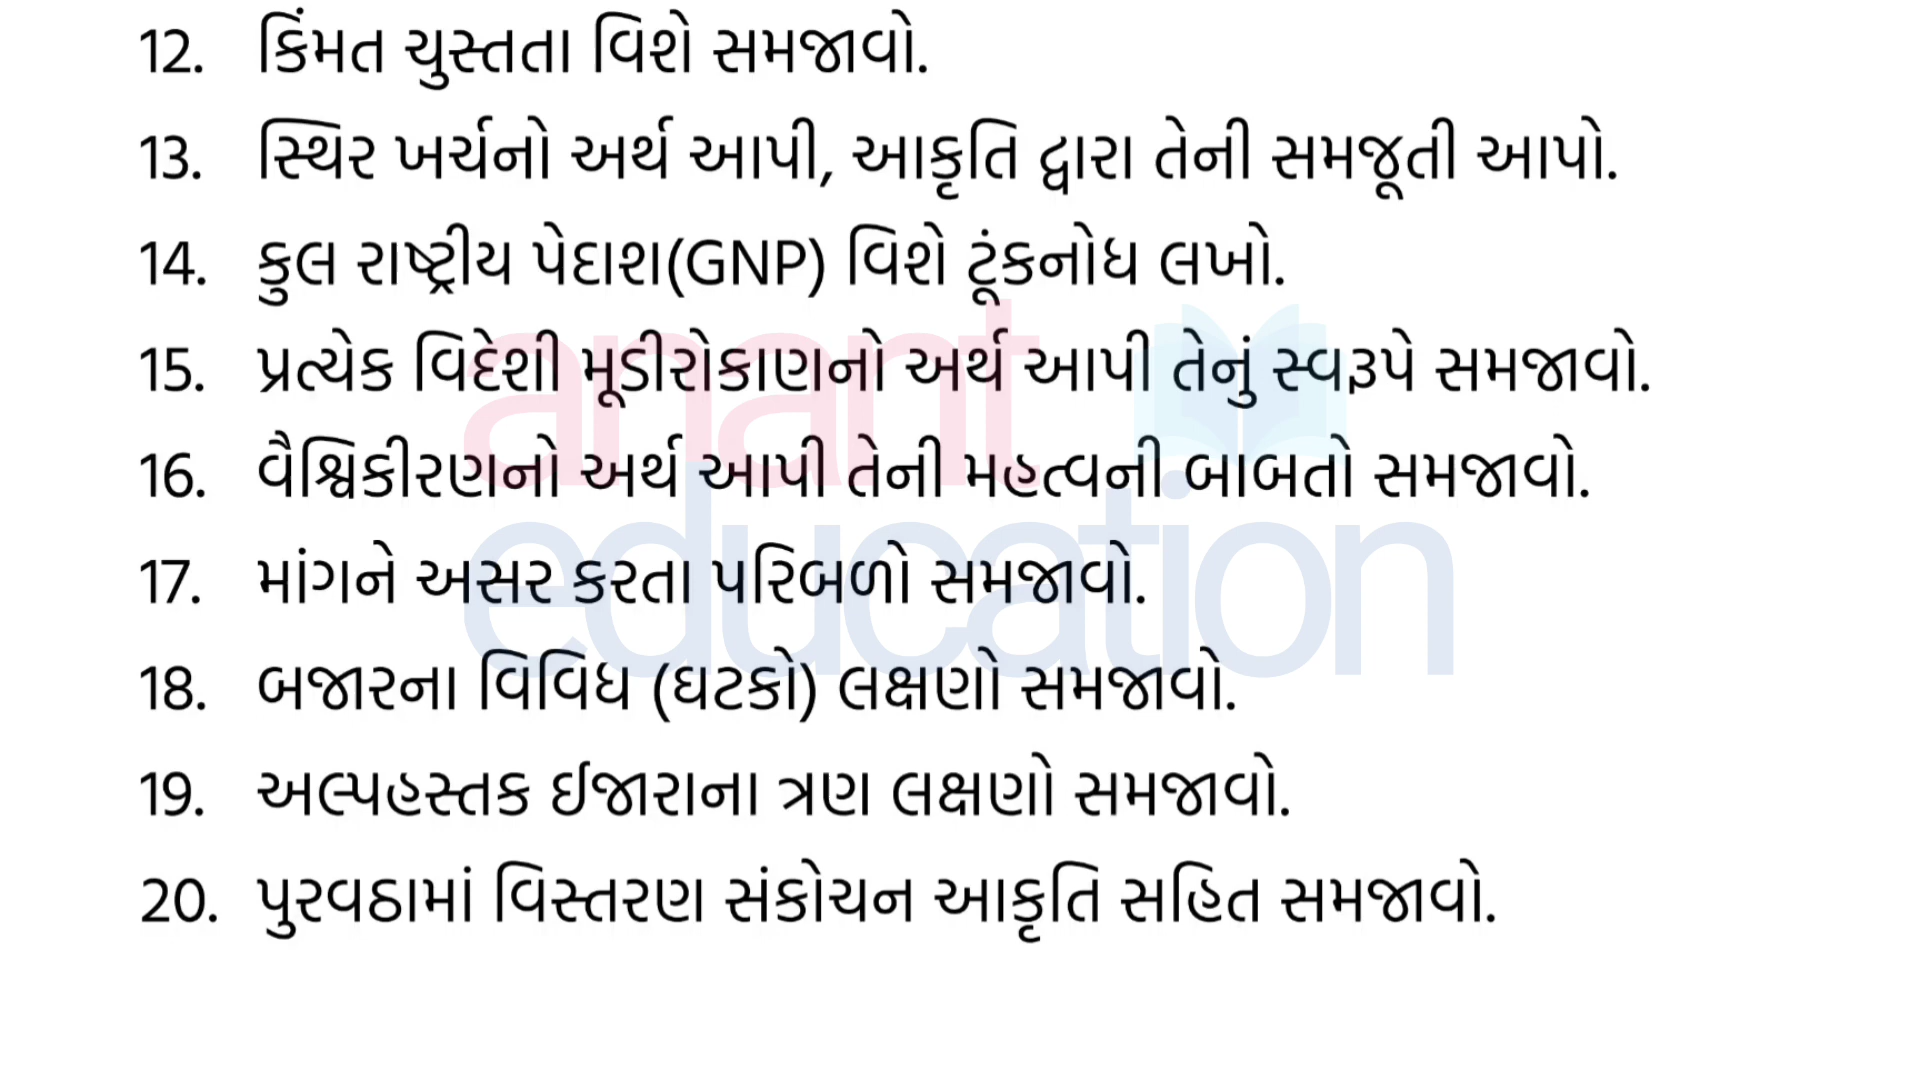 12. કિંમત ચુસ્તતા વિશે સમજાવો.
13. સ્થિર ખર્ચનો અર્થ આપી, આકૃતિ દ્વારા તેની સમજૂતી આપો.
14. કુલ રાષ્ટ્રીય પેદાશ(GNP) વિશે ટૂંકનોધ લખો.
15. પ્રત્યેક વિદેશી મૂડીરોકાણનો અર્થ આપી તેનું સ્વરૂપે સમજાવો.
16. વૈશ્વિકીરણનો અર્થ આપી તેની મહત્વની બાબતો સમજાવો.
17. માંગને અસર કરતા પરિબળો સમજાવો.
18. બજારના વિવિધ (ઘટકો) લક્ષણો સમજાવો.
19. અલ્પહસ્તક ઈજારાના ત્રણ લક્ષણો સમજાવો.
20. પુરવઠામાં વિસ્તરણ સંકોચન આકૃતિ સહિત સમજાવો.
anant
education